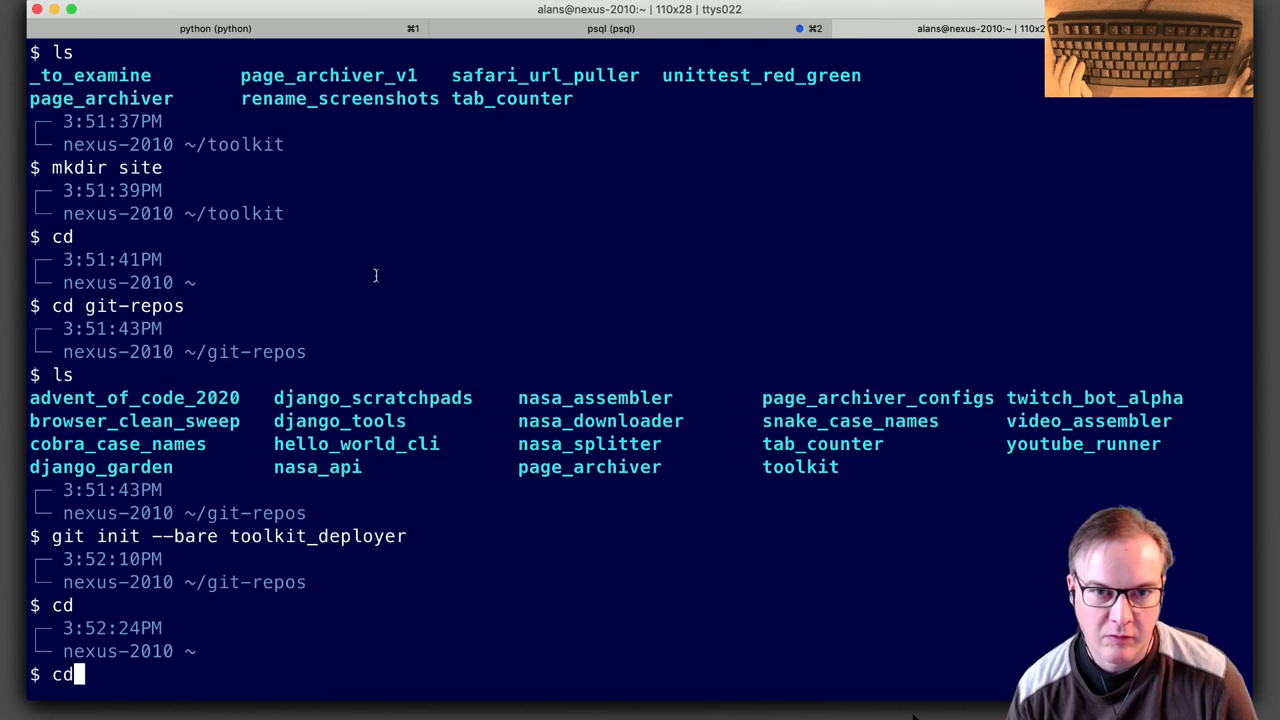 alans@nexus-2010:~ | 110x28 | ttys022
python (python) ⌘1 psql (psql) ⌘2 alans@nexus-2010:~ | 110x2
$ ls
_to_examine page_archiver_v1 safari_url_puller unittest_red_green
page_archiver rename_screenshots tab_counter
3:51:37PM
nexus-2010 ~/toolkit
$ mkdir site
3:51:39PM
nexus-2010 ~/toolkit
$ cd
3:51:41PM
nexus-2010 ~
$ cd git-repos
3:51:43PM
nexus-2010 ~/git-repos
$ ls
advent_of_code_2020 django_scratchpads nasa_assembler page_archiver_configs twitch_bot_alpha
browser_clean_sweep django_tools nasa_downloader snake_case_names video_assembler
cobra_case_names hello_world_cli nasa_splitter tab_counter youtube_runner
django_garden nasa_api page_archiver toolkit
3:51:43PM
nexus-2010 ~/git-repos
$ git init --bare toolkit_deployer
3:52:10PM
nexus-2010 ~/git-repos
$ cd
3:52:24PM
nexus-2010 ~
$ cd